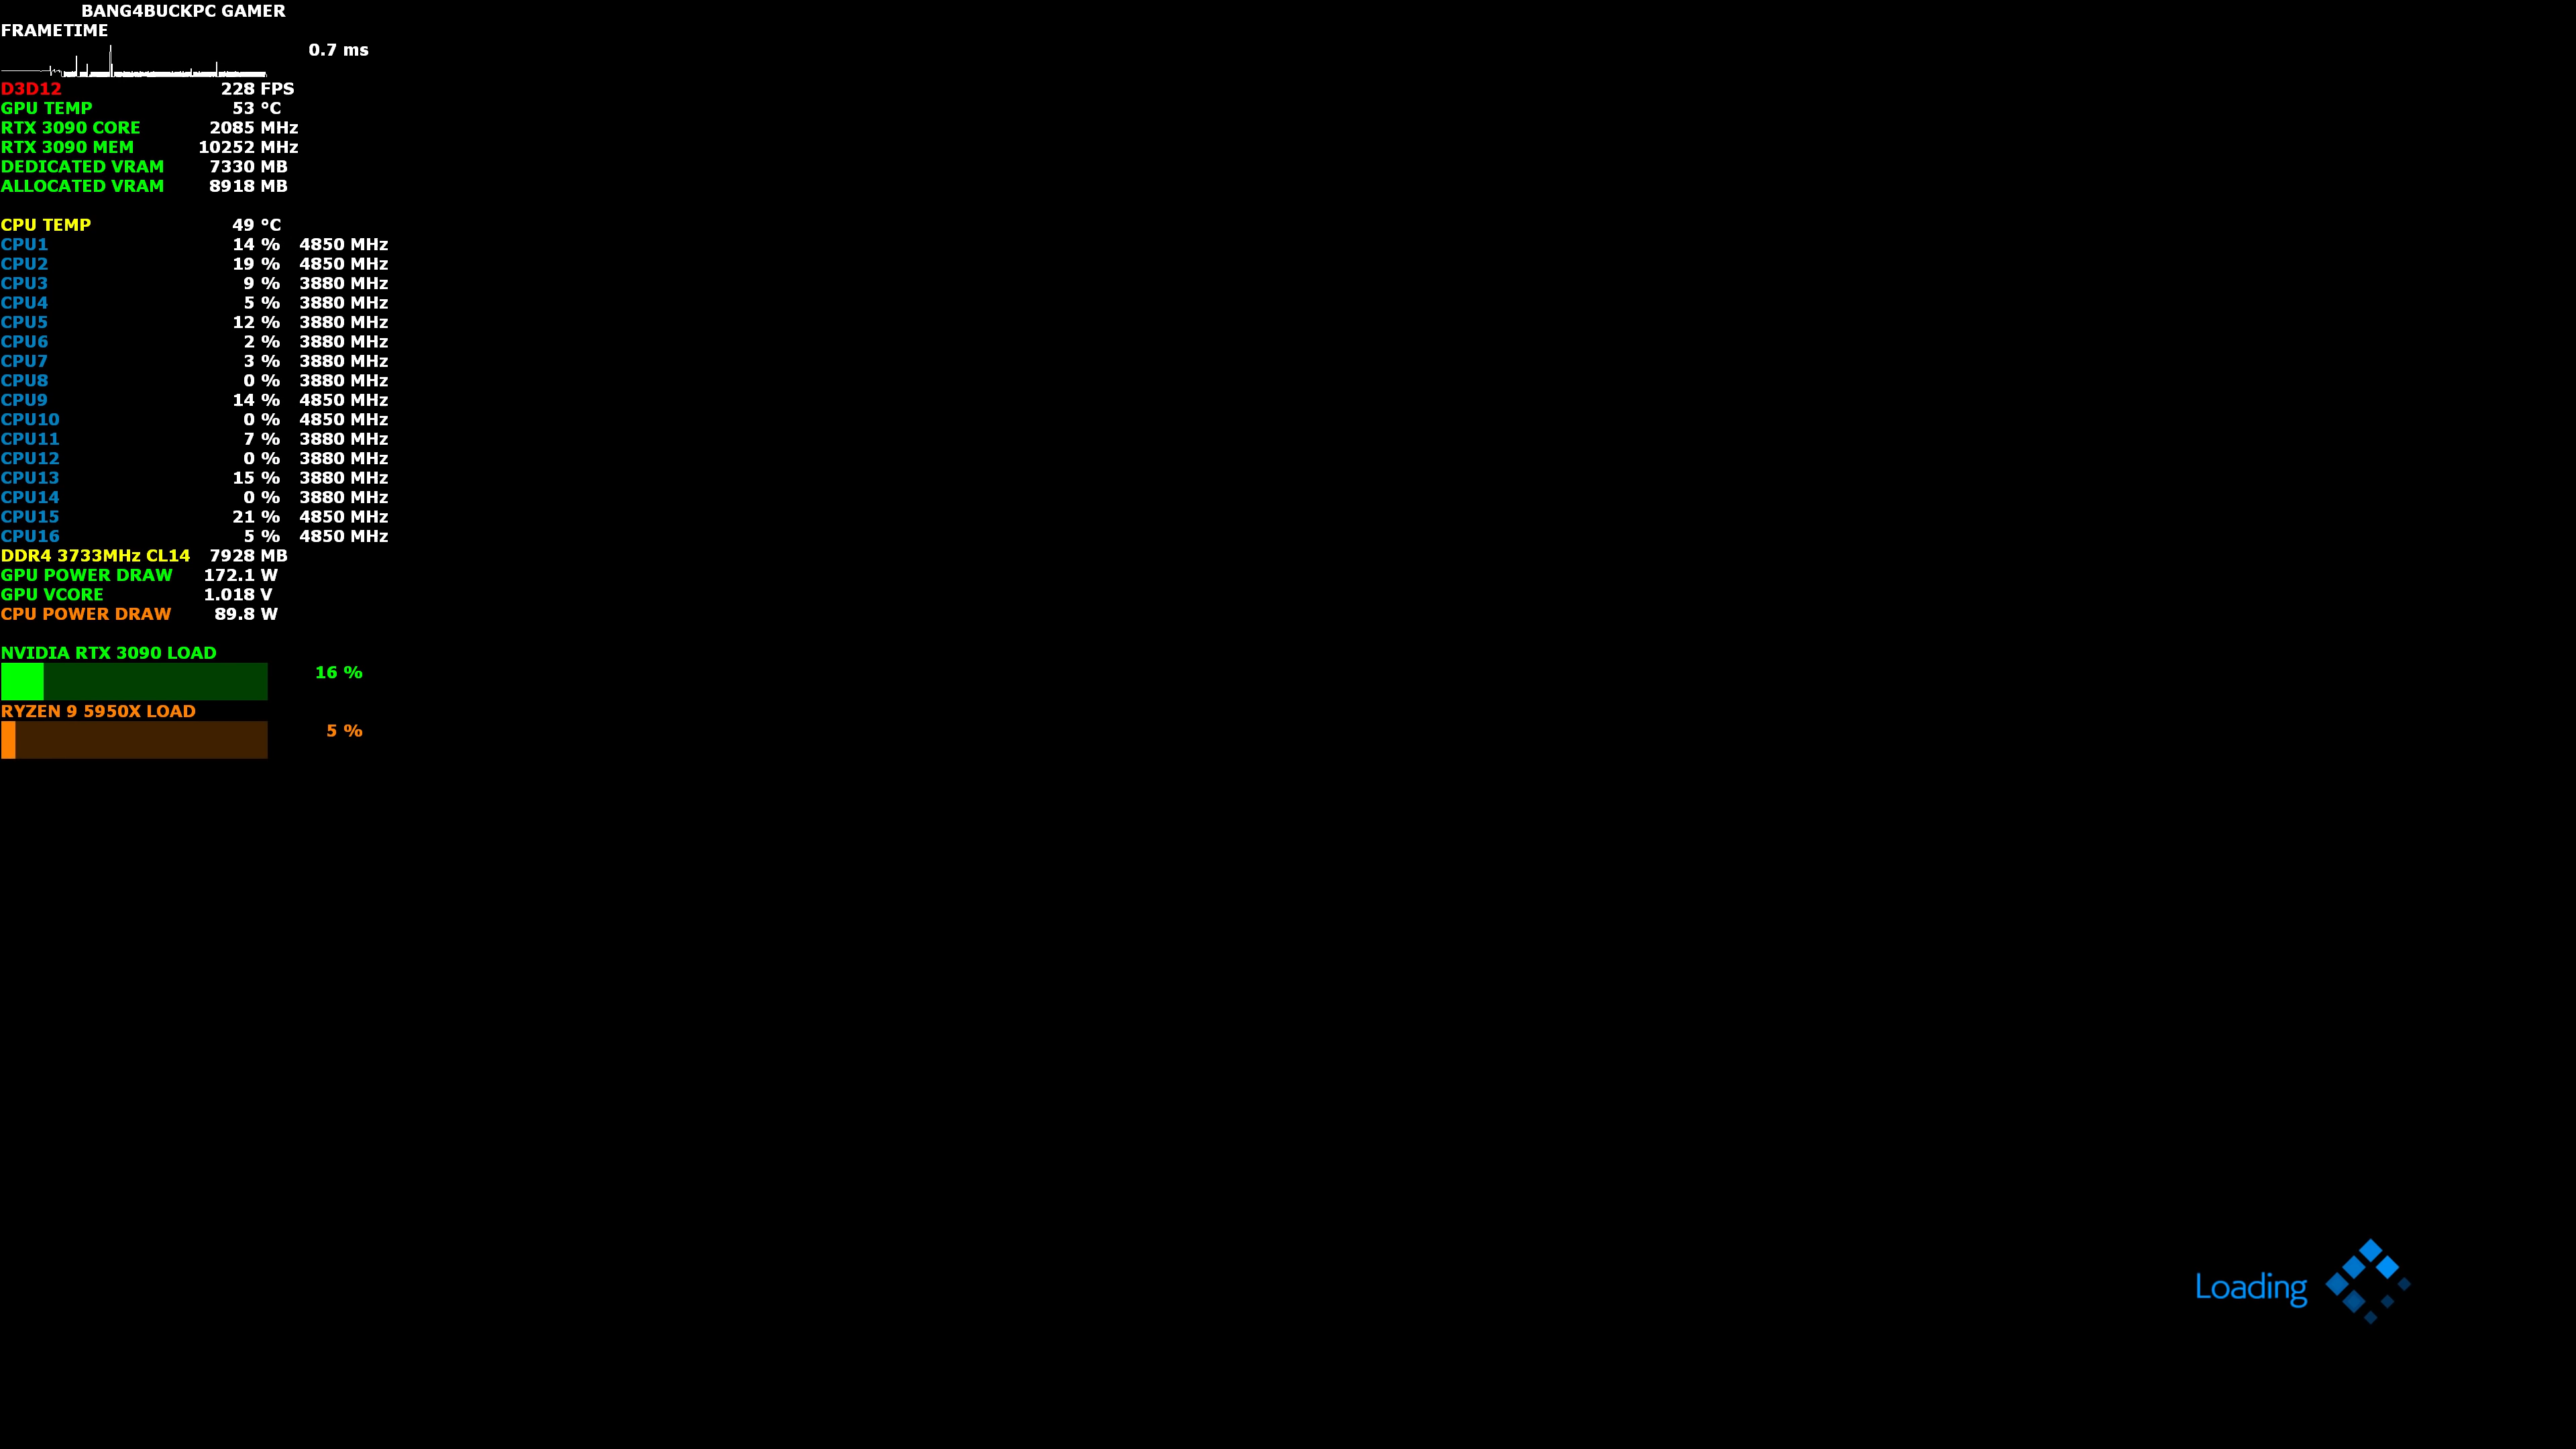 BANG4BUCKPC GAMER
FRAMETIME
0.7 ms
D3D12 228 FPS
GPU TEMP 53 °C
RTX 3090 CORE 2085 MHz
RTX 3090 MEM 10252 MHz
DEDICATED VRAM 7330 MB
ALLOCATED VRAM 8918 MB
CPU TEMP 49 °C
CPU1 14 % 4850 MHz
CPU2 19 % 4850 MHz
CPU3 9 % 3880 MHz
CPU4 5 % 3880 MHz
CPU5 12 % 3880 MHz
CPU6 2 % 3880 MHz
CPU7 3 % 3880 MHz
CPU8 0 % 3880 MHz
CPU9 14 % 4850 MHz
CPU10 0 % 4850 MHz
CPU11 7 % 3880 MHz
CPU12 0 % 3880 MHz
CPU13 15 % 3880 MHz
CPU14 0 % 3880 MHz
CPU15 21 % 4850 MHz
CPU16 5 % 4850 MHz
DDR4 3733MHz CL14 7928 MB
GPU POWER DRAW 172.1 W
GPU VCORE 1.018 V
CPU POWER DRAW 89.8 W
NVIDIA RTX 3090 LOAD
16 %
RYZEN 9 5950X LOAD
5 %
Loading